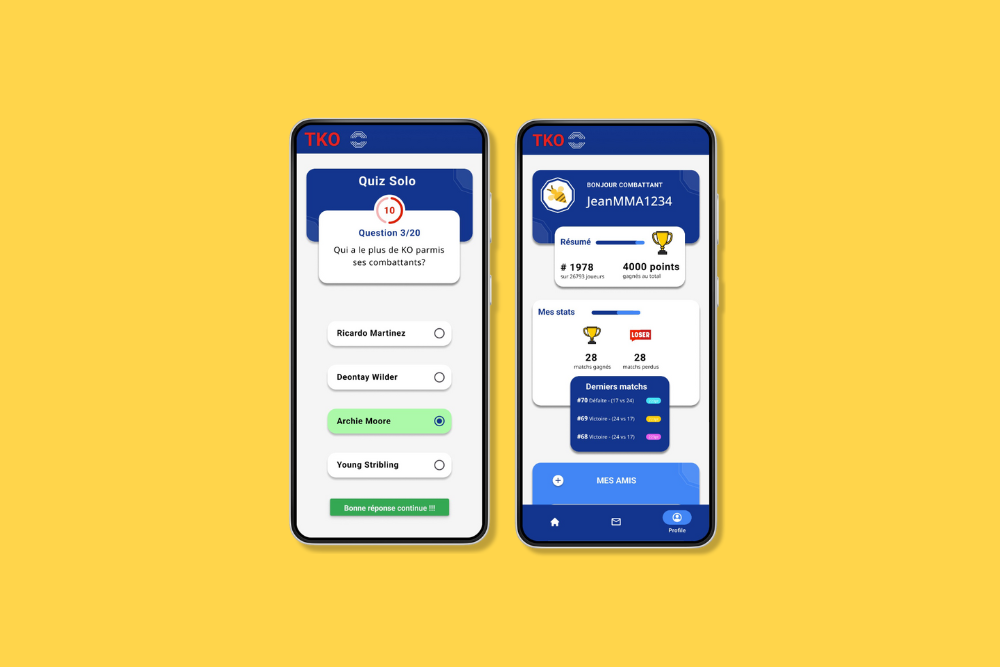 TKO
Quiz Solo
10
Question 3/20
Qui a le plus de KO parmis
ses combattants?
Ricardo Martinez
Deontay Wilder
Archie Moore
Young Stribling
Bonne réponse continue !!!
TKO
BONJOUR COMBATTANT
JeanMMA1234
Résumé
# 1978
sur 26793 joueurs
4000 points
gagnés au total
Mes stats
LOSER
28
matchs gagnés
28
matchs perdus
Derniers matchs
#70 Défaite - (17 vs 24)
#69 Victoire - (24 vs 17)
#68 Victoire - (24 vs 17)
MES AMIS
Profile